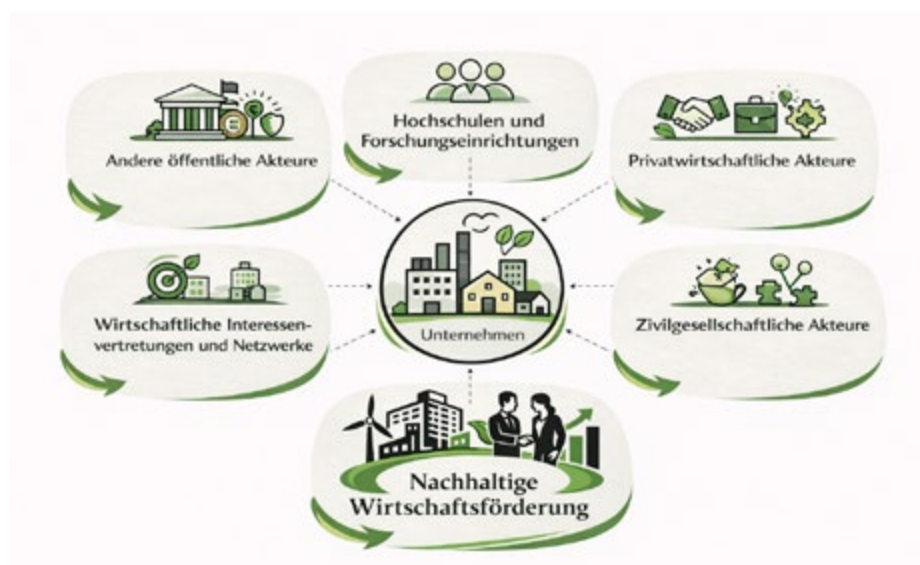 Andere öffentliche Akteure
Hochschulen und
Forschungseinrichtungen
Privatwirtschaftliche Akteure
Wirtschaftliche Interessen-
vertretungen und Netzwerke
Unternehmen
Zivilgesellschaftliche Akteure
Nachhaltige
Wirtschaftsförderung